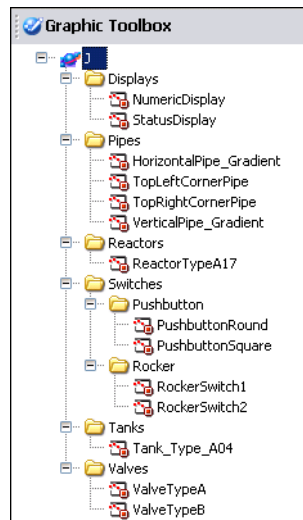 Graphic Toolbox
J
Displays
NumericDisplay
StatusDisplay
Pipes
HorizontalPipe_Gradient
TopLeftCornerPipe
TopRightCornerPipe
VerticalPipe_Gradient
Reactors
ReactorTypeA17
Switches
Pushbutton
PushbuttonRound
PushbuttonSquare
Rocker
RockerSwitch1
RockerSwitch2
Tanks
Tank_Type_A04
Valves
ValveTypeA
ValveTypeB